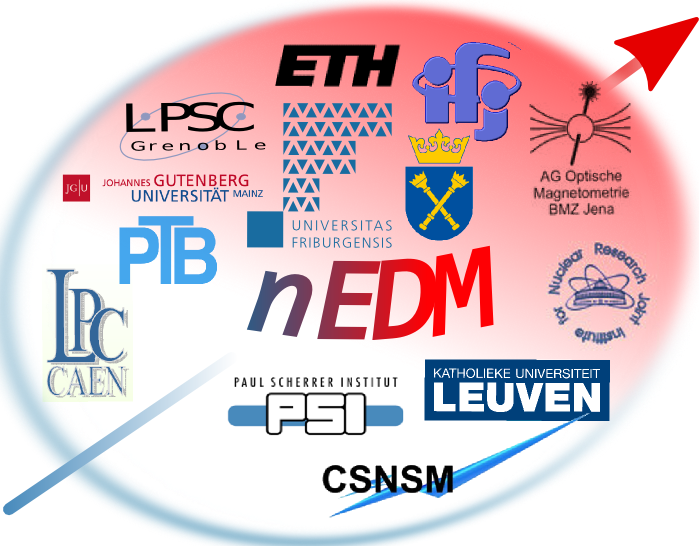 ETH
ifj
LPSC
Grenoble
JG|U
JOHANNES GUTENBERG
UNIVERSITÄT MAINZ
AG Optische
Magnetometrie
BMZ Jena
UNIVERSITAS
FRIBURGENSIS
PTB
nEDM
Joint Institute for Nuclear Research
LPC
CAEN
PAUL SCHERRER INSTITUT
PSI
KATHOLIEKE UNIVERSITEIT
LEUVEN
CSNSM